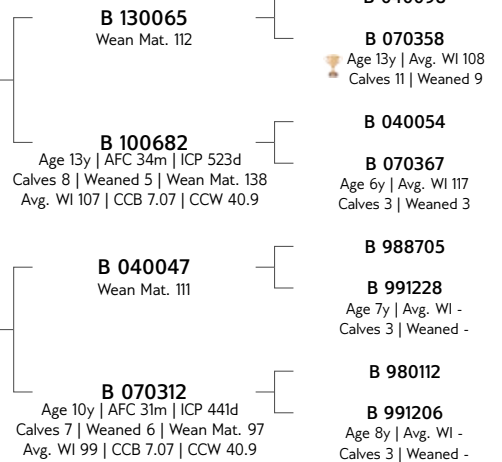 B 130065
Wean Mat. 112
B 070358
Age 13y | Avg. WI 108
Calves 11 | Weaned 9
B 100682
Age 13y | AFC 34m | ICP 523d
Calves 8 | Weaned 5 | Wean Mat. 138
Avg. WI 107 | CCB 7.07 | CCW 40.9
B 040054
B 070367
Age 6y | Avg. WI 117
Calves 3 | Weaned 3
B 040047
Wean Mat. 111
B 988705
B 991228
Age 7y | Avg. WI -
Calves 3 | Weaned -
B 070312
Age 10y | AFC 31m | ICP 441d
Calves 7 | Weaned 6 | Wean Mat. 97
Avg. WI 99 | CCB 7.07 | CCW 40.9
B 980112
B 991206
Age 8y | Avg. WI -
Calves 3 | Weaned -